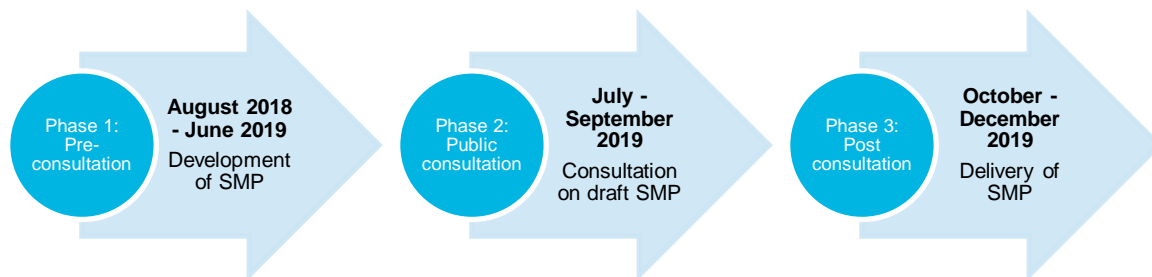 Phase 1:
Pre-
consultation
August 2018
- June 2019
Development
of SMP
Phase 2:
Public
consultation
July -
September
2019
Consultation
on draft SMP
Phase 3:
Post
consultation
October -
December
2019
Delivery of
SMP